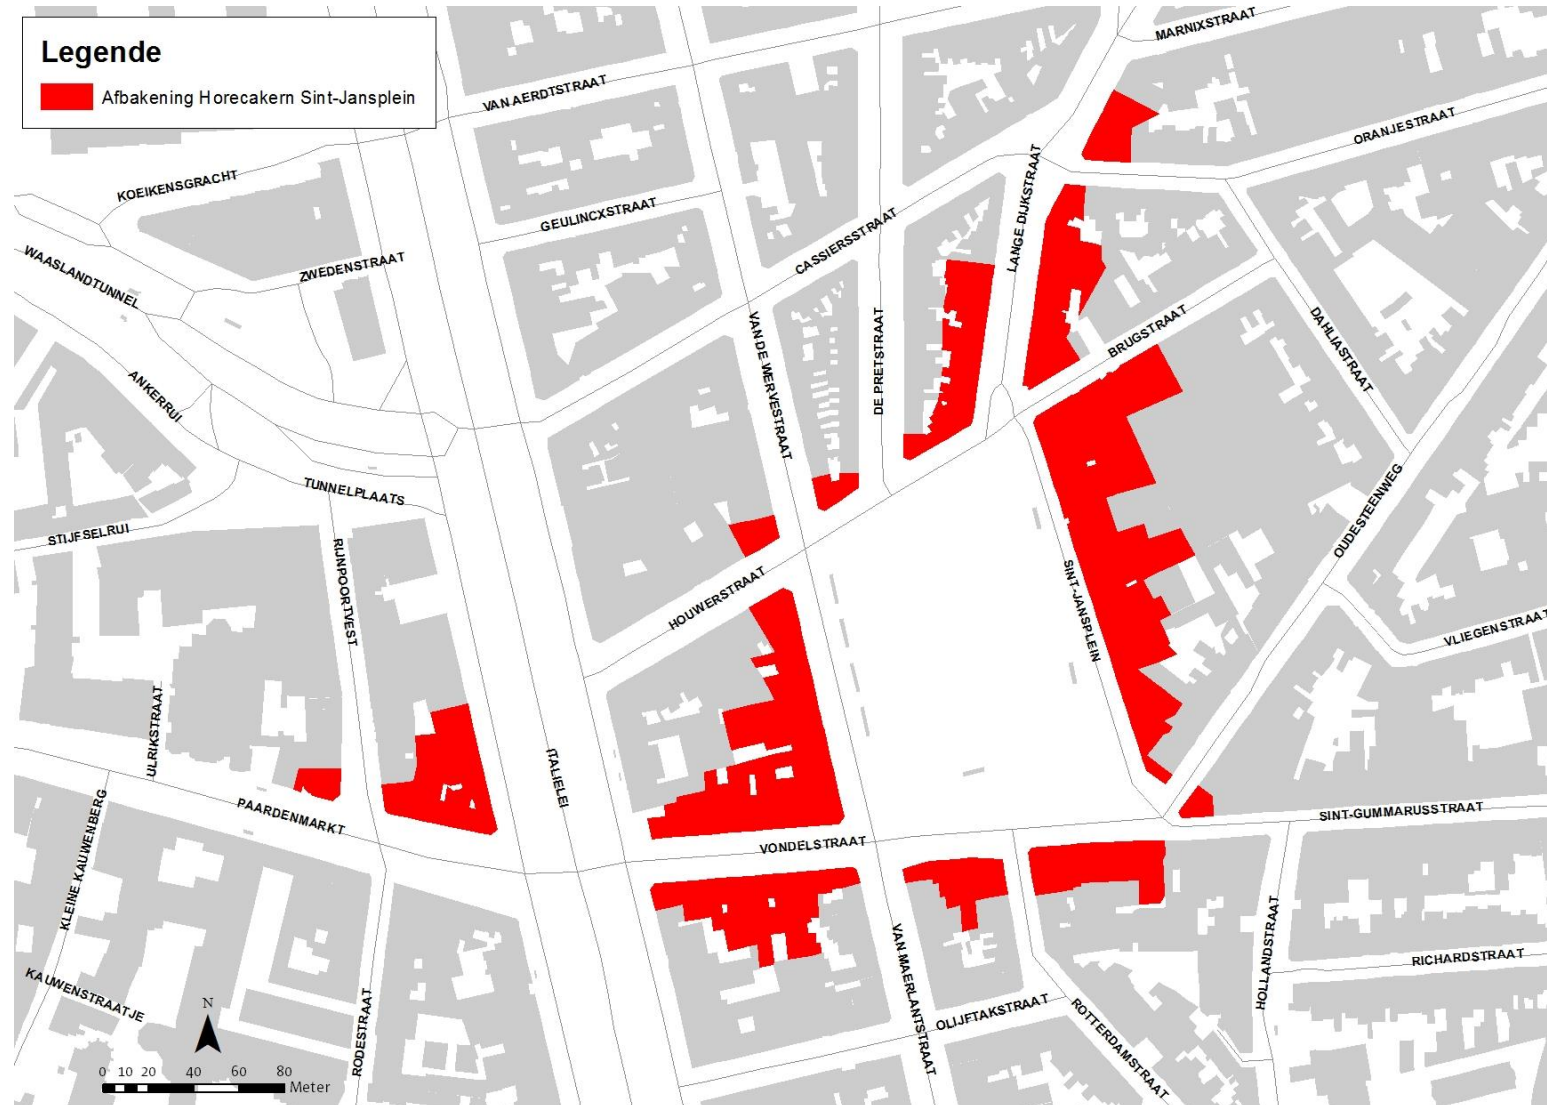 Legende
Afbakening Horecakern Sint-Jansplein
MARNIXSTRAAT
VAN AERDTSTRAAT
ORANJESTRAAT
KOEIKENSGRACHT
GEULINCXSTRAAT
LANGE DIJKSTRAAT
CASSIERSSTRAAT
WAASLANDTUNNEL
ZWEDENSTRAAT
BRUGSTRAAT
DAHLIASTRAAT
VAN DE WERVESTRAAT
DE PRETSTRAAT
ANKERRUI
TUNNELPLAATS
OUDESTEENWEG
STIJFSELRUI
RIJNPOORTVEST
HOUWERSTRAAT
SINT-JANSPLEIN
VLIEGENSTRAAT
ULRIKSTRAAT
ITALIELEI
PAARDENMARKT
SINT-GUMMARUSSTRAAT
VONDELSTRAAT
KLEINE KAUWENBERG
HOLLANDSTRAAT
VAN MAERLANTSTRAAT
RICHARDSTRAAT
KAUWENSTRAATJE
OLIJFTAKSTRAAT
ROTTERDAMSTRAAT
RODESTRAAT
N
0 10 20 40 60 80
Meter